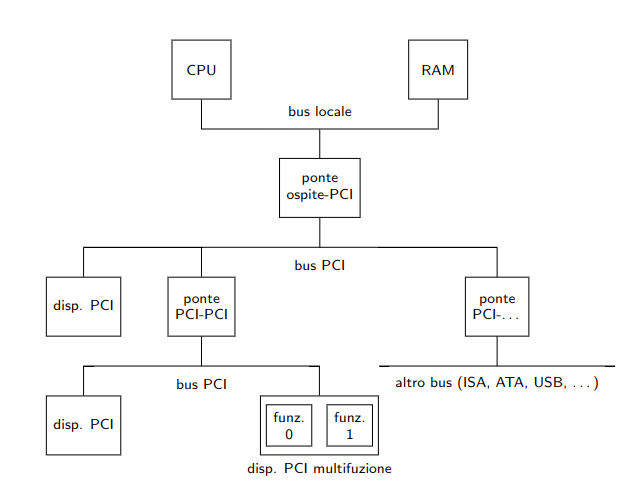 CPU
RAM
bus locale
ponte
ospite-PCI
bus PCI
disp. PCI
ponte
PCI-PCI
ponte
PCI-...
bus PCI
altro bus (ISA, ATA, USB, ...)
disp. PCI
funz.
0
funz.
1
disp. PCI multifuzione